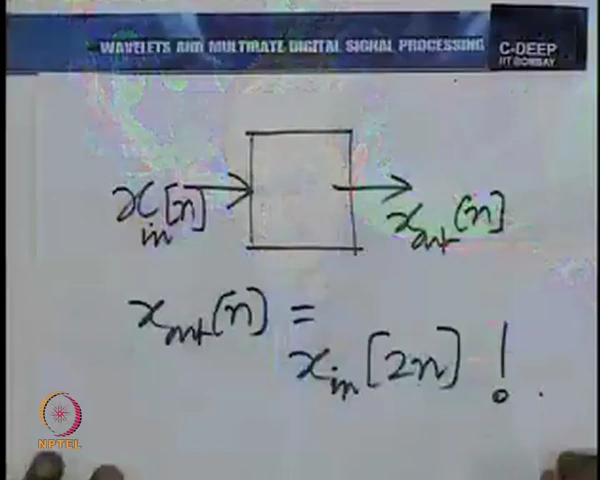 WAVELETS AND MULTIRATE DIGITAL SIGNAL PROCESSING
C-DEEP
IIT BOMBAY
x_in[n]
x_out[n]
x_out[n] =
x_in[2n] !
NPTEL